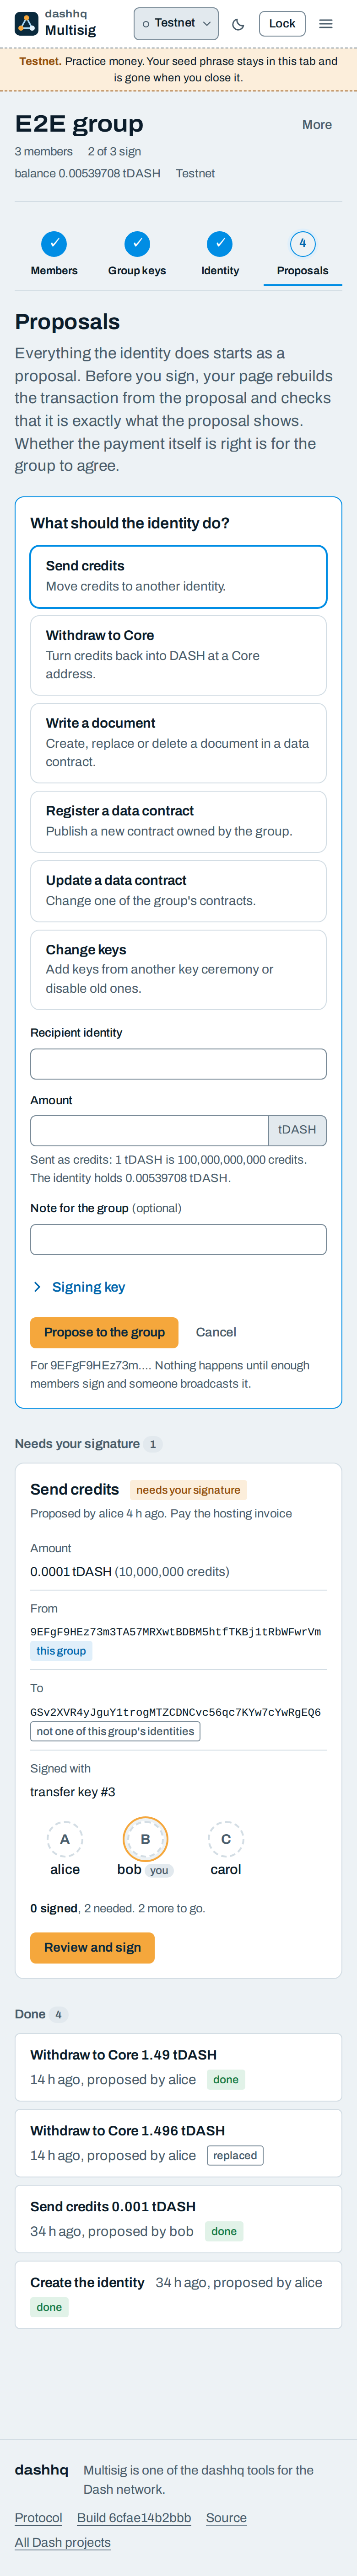 dashhq
Multisig
Testnet
Lock
Testnet. Practice money. Your seed phrase stays in this tab and
is gone when you close it.
E2E group
More
3 members 2 of 3 sign
balance 0.00539708 tDASH Testnet
4
Members Group keys Identity Proposals
Proposals
Everything the identity does starts as a
proposal. Before you sign, your page rebuilds
the transaction from the proposal and checks
that it is exactly what the proposal shows.
Whether the payment itself is right is for the
group to agree.
What should the identity do?
Send credits
Move credits to another identity.
Withdraw to Core
Turn credits back into DASH at a Core
address.
Write a document
Create, replace or delete a document in a data
contract.
Register a data contract
Publish a new contract owned by the group.
Update a data contract
Change one of the group's contracts.
Change keys
Add keys from another key ceremony or
disable old ones.
Recipient identity
Amount
tDASH
Sent as credits: 1 tDASH is 100,000,000,000 credits.
The identity holds 0.00539708 tDASH.
Note for the group (optional)
Signing key
Propose to the group Cancel
For 9EFgF9HEz73m.... Nothing happens until enough
members sign and someone broadcasts it.
Needs your signature 1
Send credits needs your signature
Proposed by alice 4 h ago. Pay the hosting invoice
Amount
0.0001 tDASH (10,000,000 credits)
From
9EFgF9HEz73m3TA57MRXwtBDBM5htfTKBj1tRbWFwrVm
this group
To
GSv2XVR4yJguY1trogMTZCDNCvc56qc7KYw7cYwRgEQ6
not one of this group's identities
Signed with
transfer key #3
A B C
alice bob you carol
0 signed, 2 needed. 2 more to go.
Review and sign
Done 4
Withdraw to Core 1.49 tDASH
14 h ago, proposed by alice done
Withdraw to Core 1.496 tDASH
14 h ago, proposed by alice replaced
Send credits 0.001 tDASH
34 h ago, proposed by bob done
Create the identity 34 h ago, proposed by alice
done
dashhq Multisig is one of the dashhq tools for the
Dash network.
Protocol Build 6cfae14b2bbb Source
All Dash projects